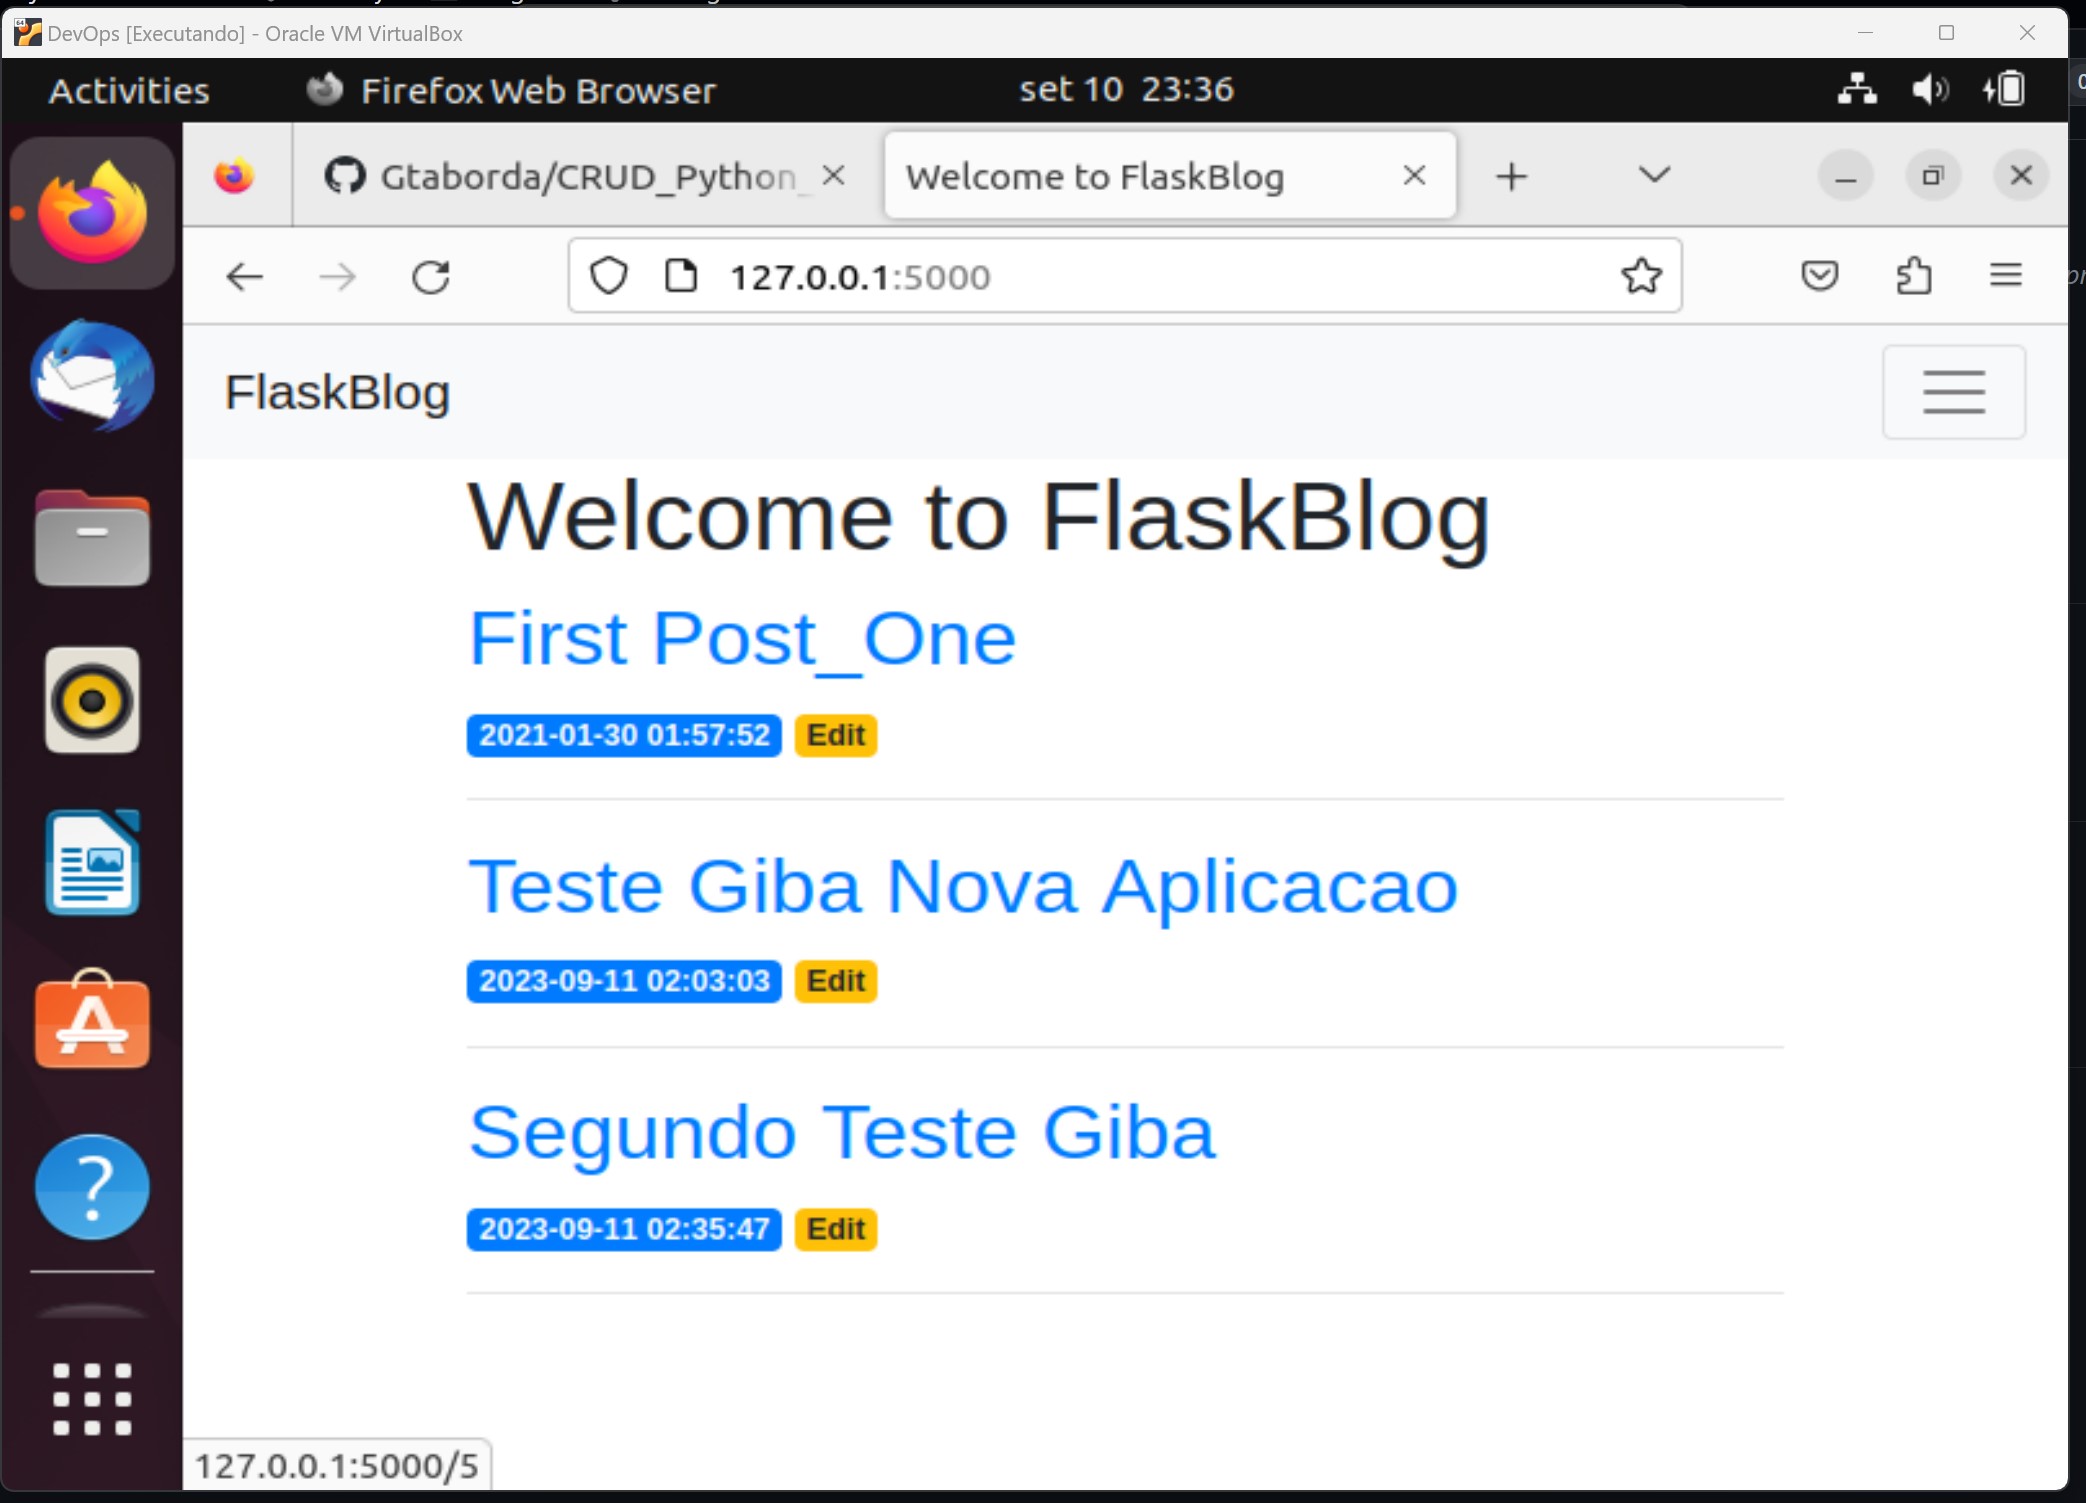 DevOps [Executando] - Oracle VM VirtualBox
Activities Firefox Web Browser set 10 23:36
Gtaborda/CRUD_Python_ Welcome to FlaskBlog
127.0.0.1:5000
FlaskBlog
Welcome to FlaskBlog
First Post_One
2021-01-30 01:57:52 Edit
Teste Giba Nova Aplicacao
2023-09-11 02:03:03 Edit
Segundo Teste Giba
2023-09-11 02:35:47 Edit
127.0.0.1:5000/5